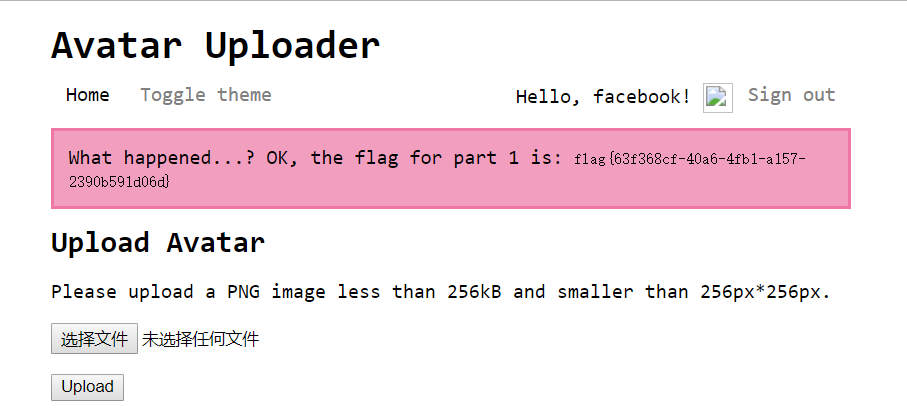 Avatar Uploader
Home Toggle theme Hello, facebook! Sign out
What happened...? OK, the flag for part 1 is: flag{63f368cf-40a6-4fb1-a157-
2390b591d06d}
Upload Avatar
Please upload a PNG image less than 256kB and smaller than 256px*256px.
选择文件 未选择任何文件
Upload